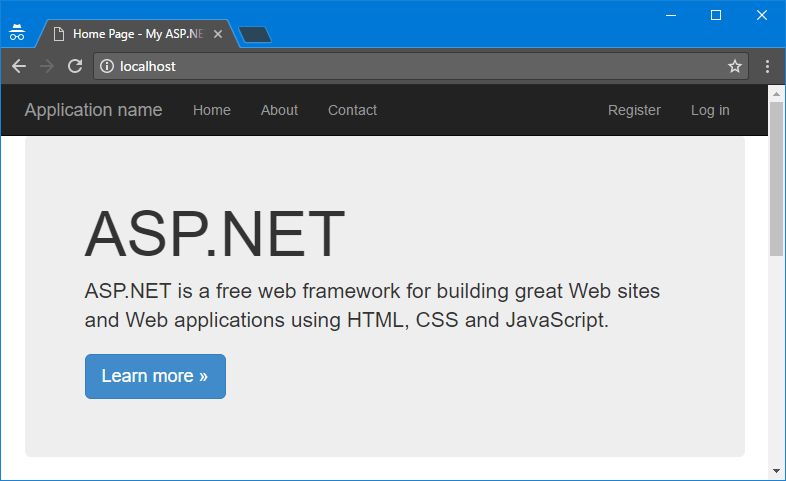 Home Page - My ASP.NE
localhost
Application name Home About Contact Register Log in
ASP.NET
ASP.NET is a free web framework for building great Web sites
and Web applications using HTML, CSS and JavaScript.
Learn more »